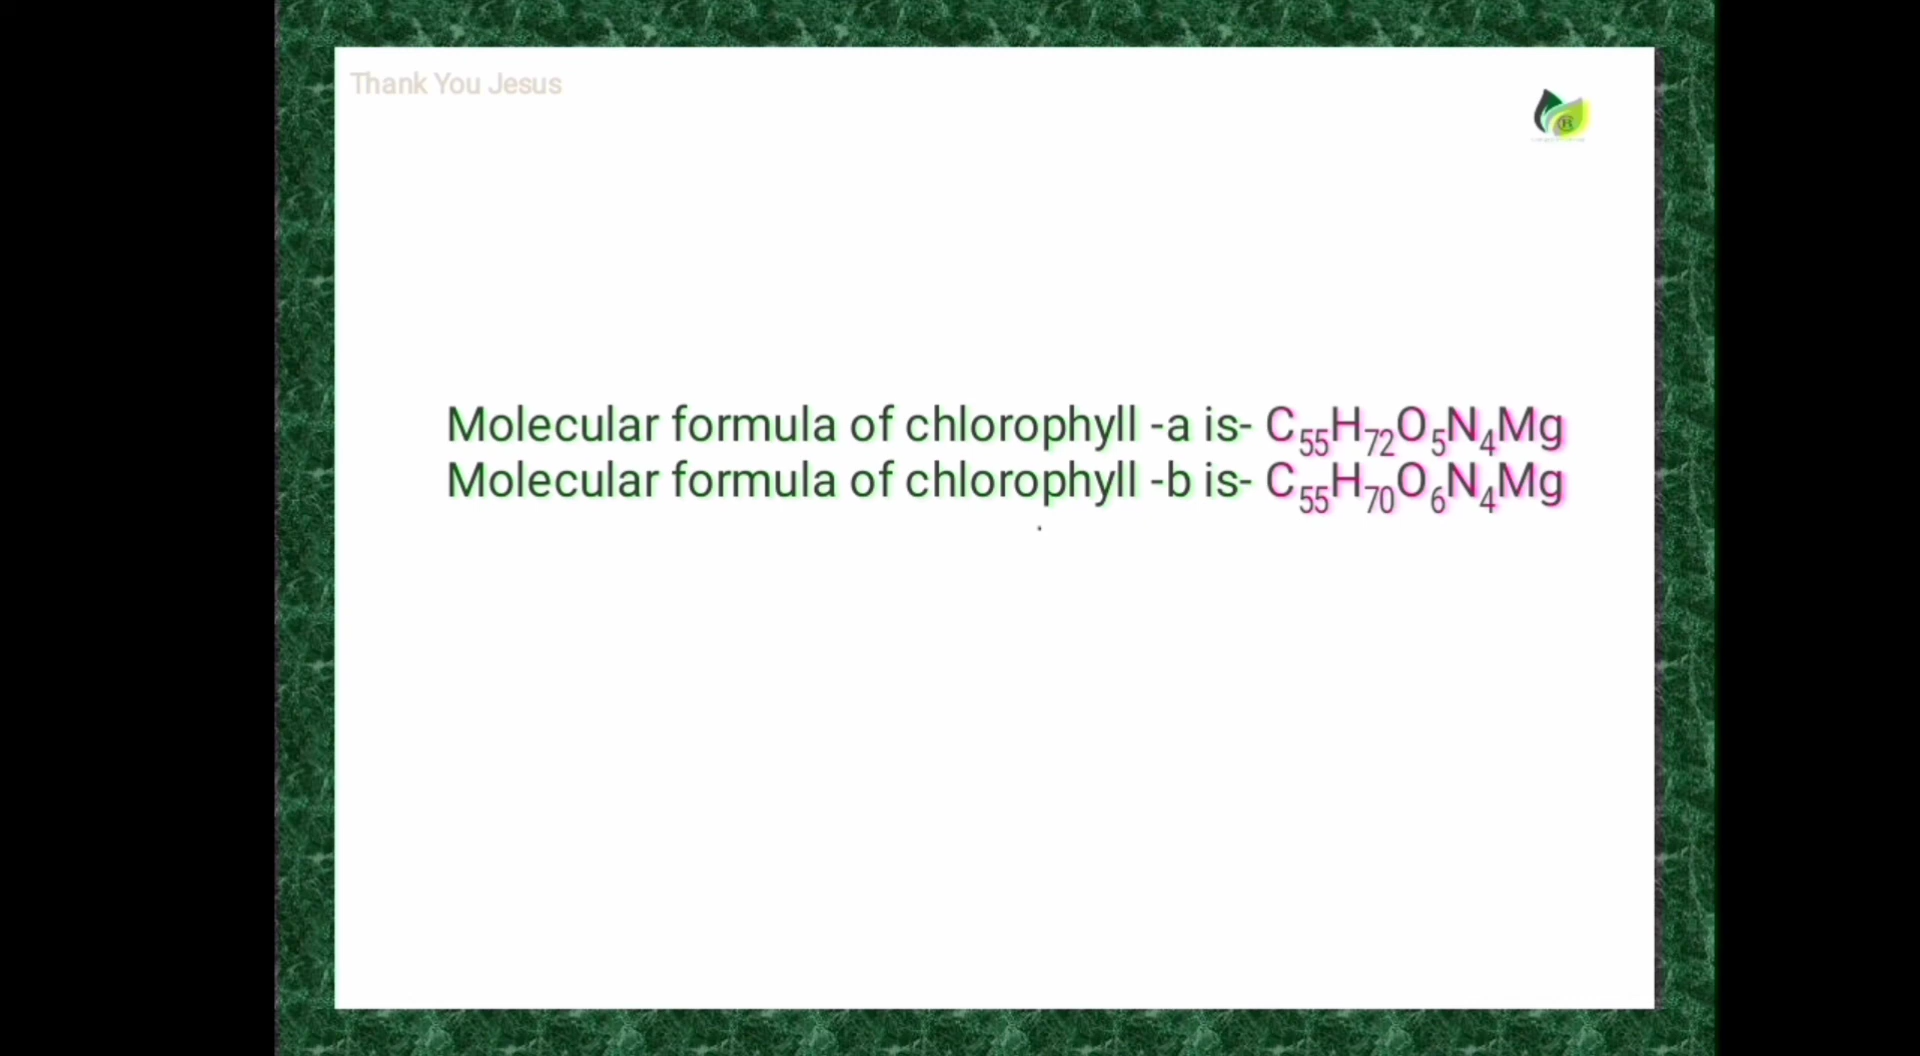 Thank You Jesus
Molecular formula of chlorophyll -a is- C₅₅H₇₂O₅N₄Mg
Molecular formula of chlorophyll -b is- C₅₅H₇₀O₆N₄Mg